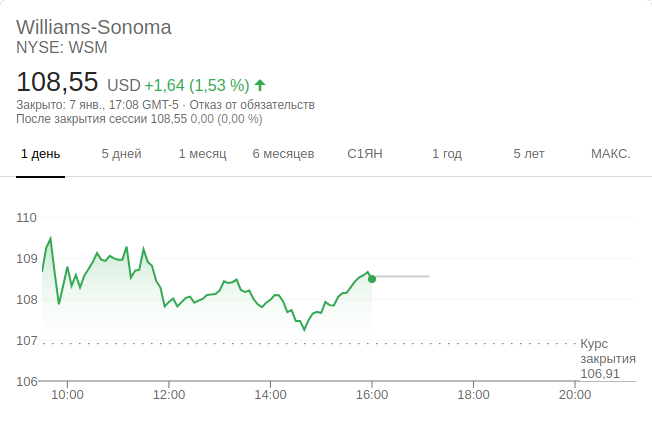 Williams-Sonoma
NYSE: WSM
108,55 USD +1,64 (1,53 %)
Закрыто: 7 янв., 17:08 GMT-5 · Отказ от обязательств
После закрытия сессии 108,55 0,00 (0,00 %)
1 день 5 дней 1 месяц 6 месяцев С1ЯН 1 год 5 лет МАКС.
110
109
108
107
Курс
закрытия
106,91
106
10:00 12:00 14:00 16:00 18:00 20:00